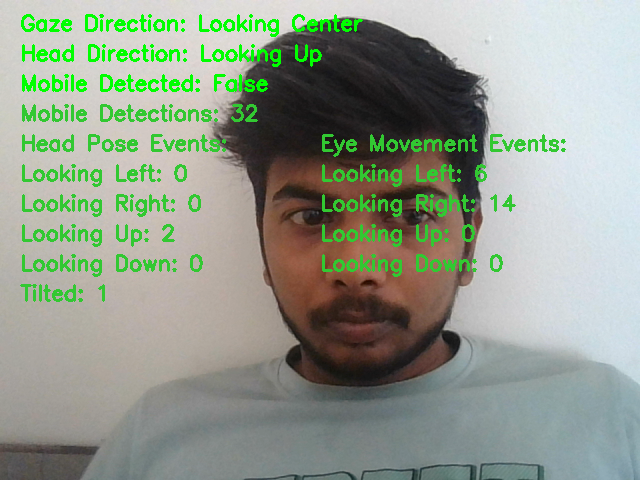 Gaze Direction: Looking Center
Head Direction: Looking Up
Mobile Detected: False
Mobile Detections: 32
Head Pose Events:
Looking Left: 0
Looking Right: 0
Looking Up: 2
Looking Down: 0
Tilted: 1
Eye Movement Events:
Looking Left: 6
Looking Right: 14
Looking Up: 0
Looking Down: 0